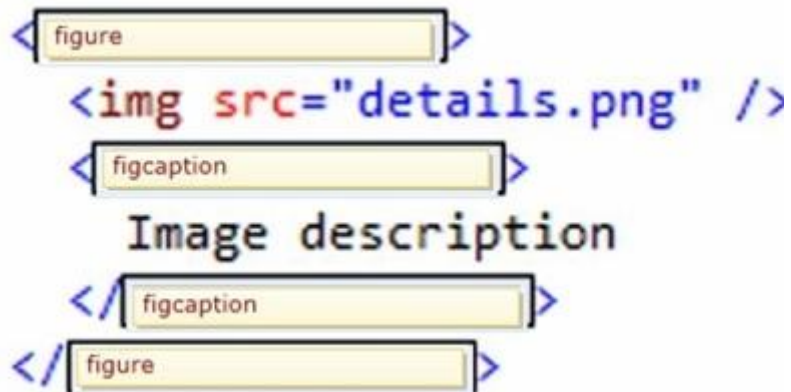 <figure>
<img src="details.png" />
<figcaption>
Image description
</figcaption>
</figure>